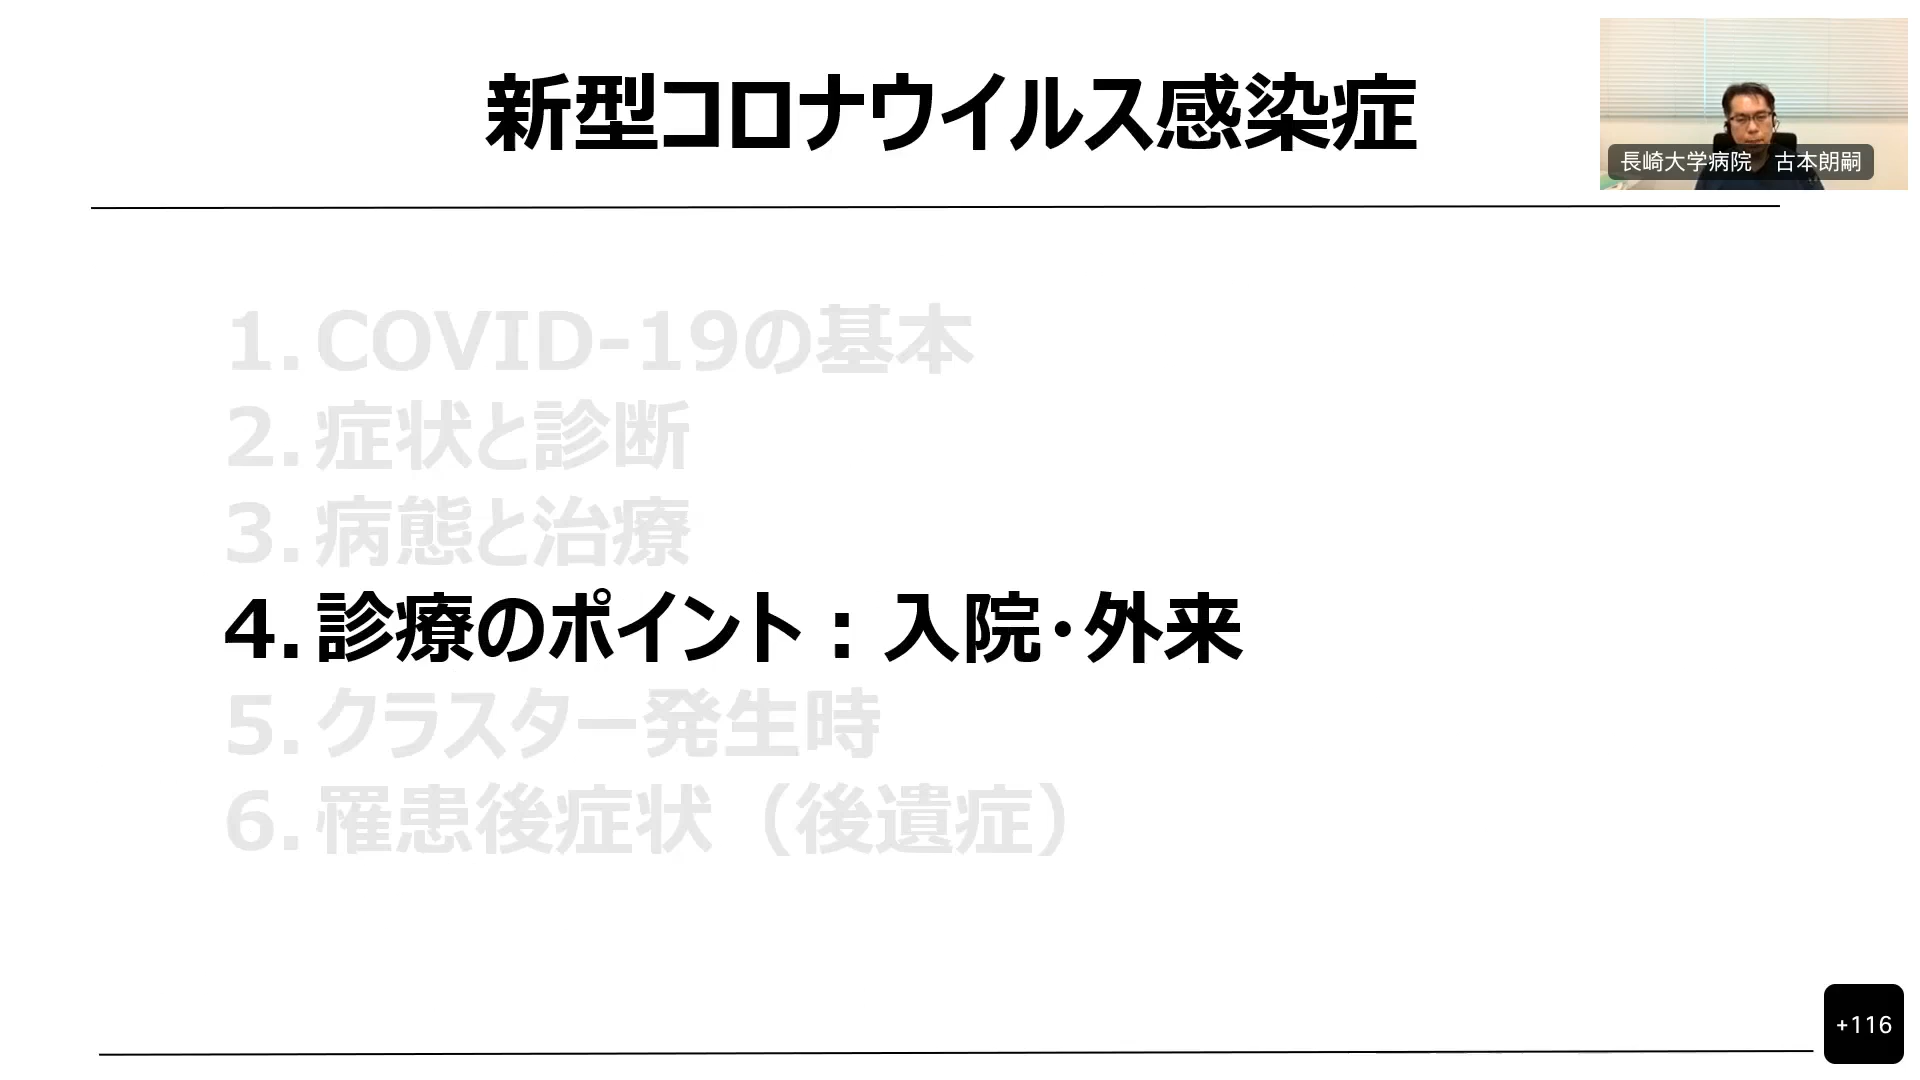 新型コロナウイルス感染症
長崎大学病院　古本朗嗣
1. COVID-19の基本
2. 症状と診断
3. 病態と治療
4. 診療のポイント：入院・外来
5. クラスター発生時
6. 罹患後症状（後遺症）
+116